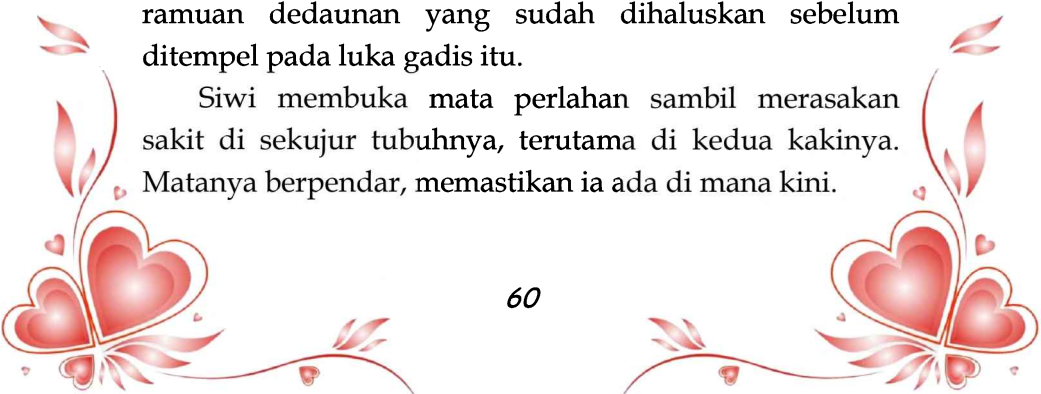 ramuan dedaunan yang sudah dihaluskan sebelum
ditempel pada luka gadis itu.
Siwi membuka mata perlahan sambil merasakan
sakit di sekujur tubuhnya, terutama di kedua kakinya.
Matanya berpendar, memastikan ia ada di mana kini.
60